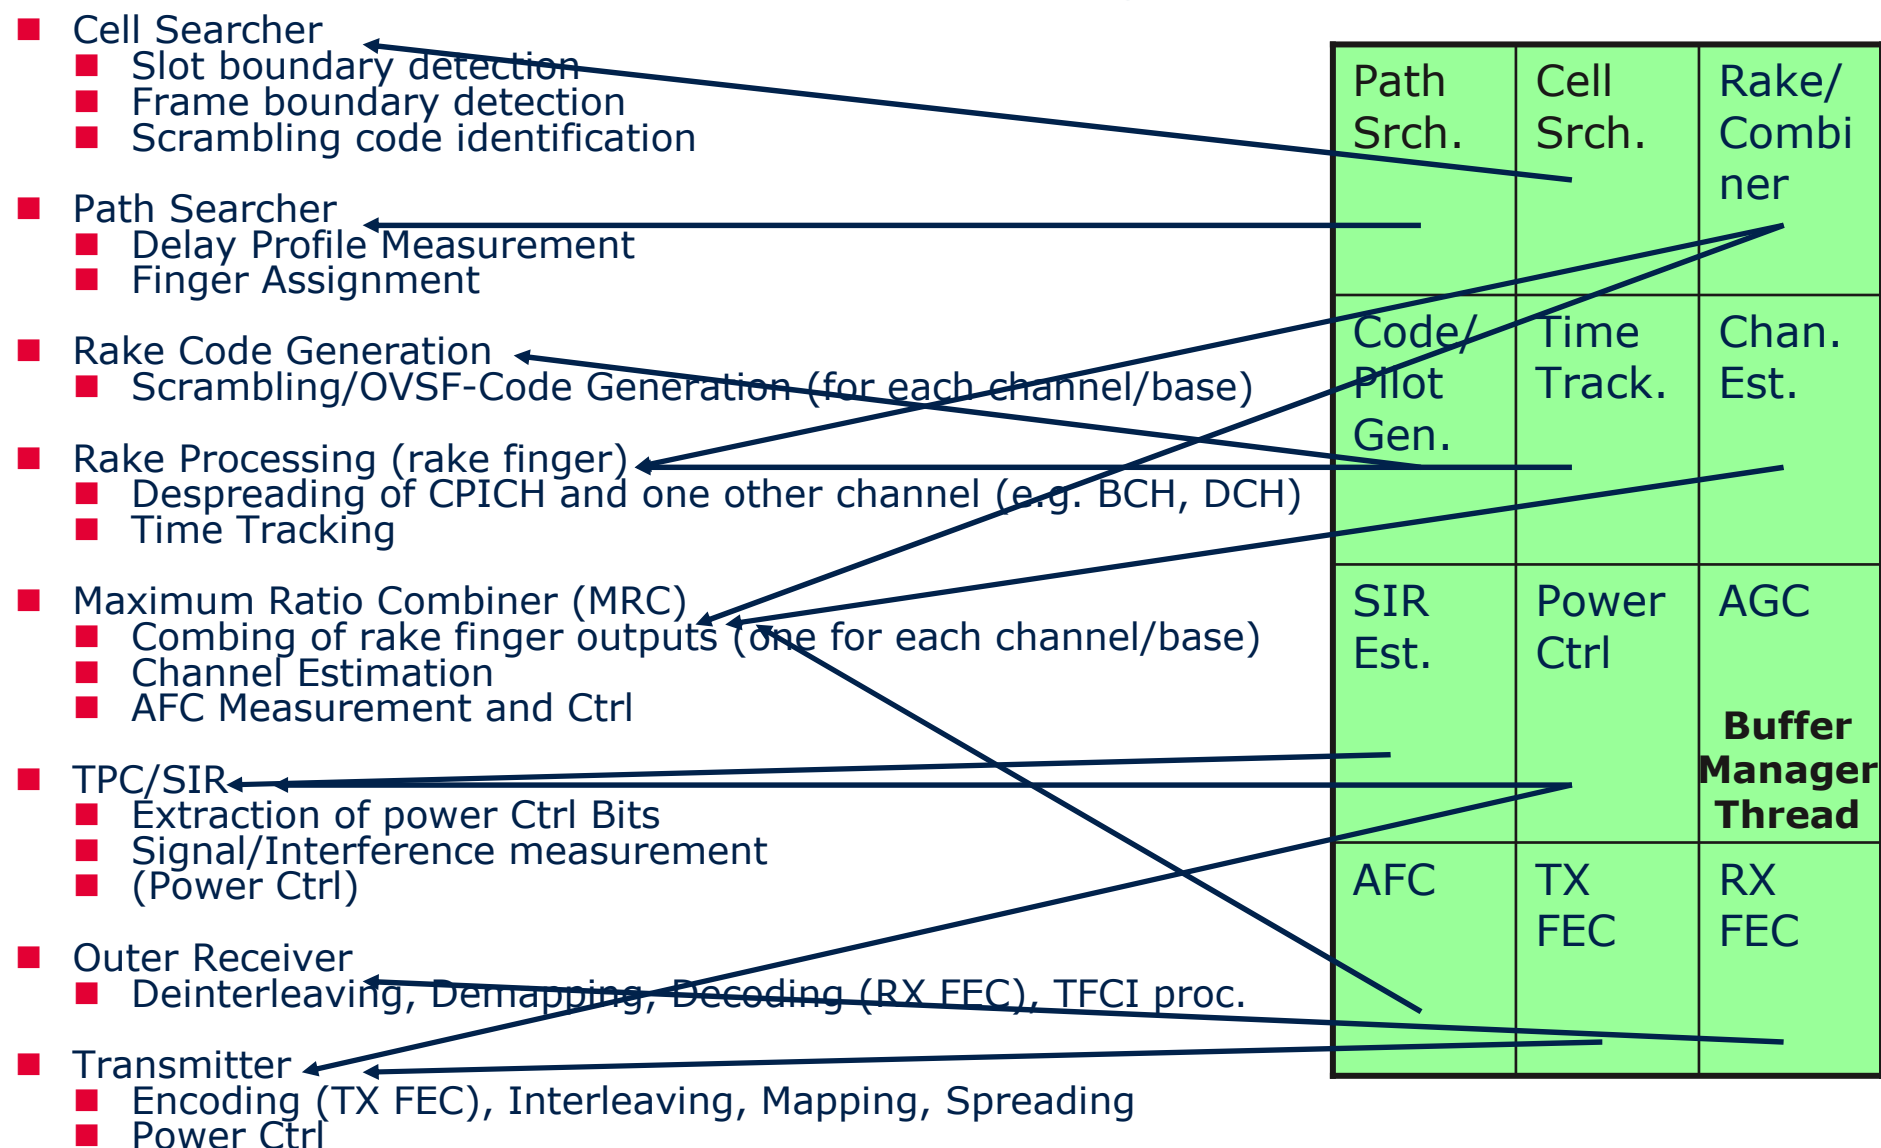 Cell Searcher
Slot boundary detection
Frame boundary detection
Scrambling code identification
Path Searcher
Delay Profile Measurement
Finger Assignment
Rake Code Generation
Scrambling/OVSF-Code Generation (for each channel/base)
Rake Processing (rake finger)
Despreading of CPICH and one other channel (e.g. BCH, DCH)
Time Tracking
Maximum Ratio Combiner (MRC)
Combing of rake finger outputs (one for each channel/base)
Channel Estimation
AFC Measurement and Ctrl
TPC/SIR
Extraction of power Ctrl Bits
Signal/Interference measurement
(Power Ctrl)
Outer Receiver
Deinterleaving, Demapping, Decoding (RX FEC), TFCI proc.
Transmitter
Encoding (TX FEC), Interleaving, Mapping, Spreading
Power Ctrl
Path
Srch.
Cell
Srch.
Rake/
Combi
ner
Code/
Pilot
Gen.
Time
Track.
Chan.
Est.
SIR
Est.
Power
Ctrl
AGC
Buffer
Manager
Thread
AFC
TX
FEC
RX
FEC